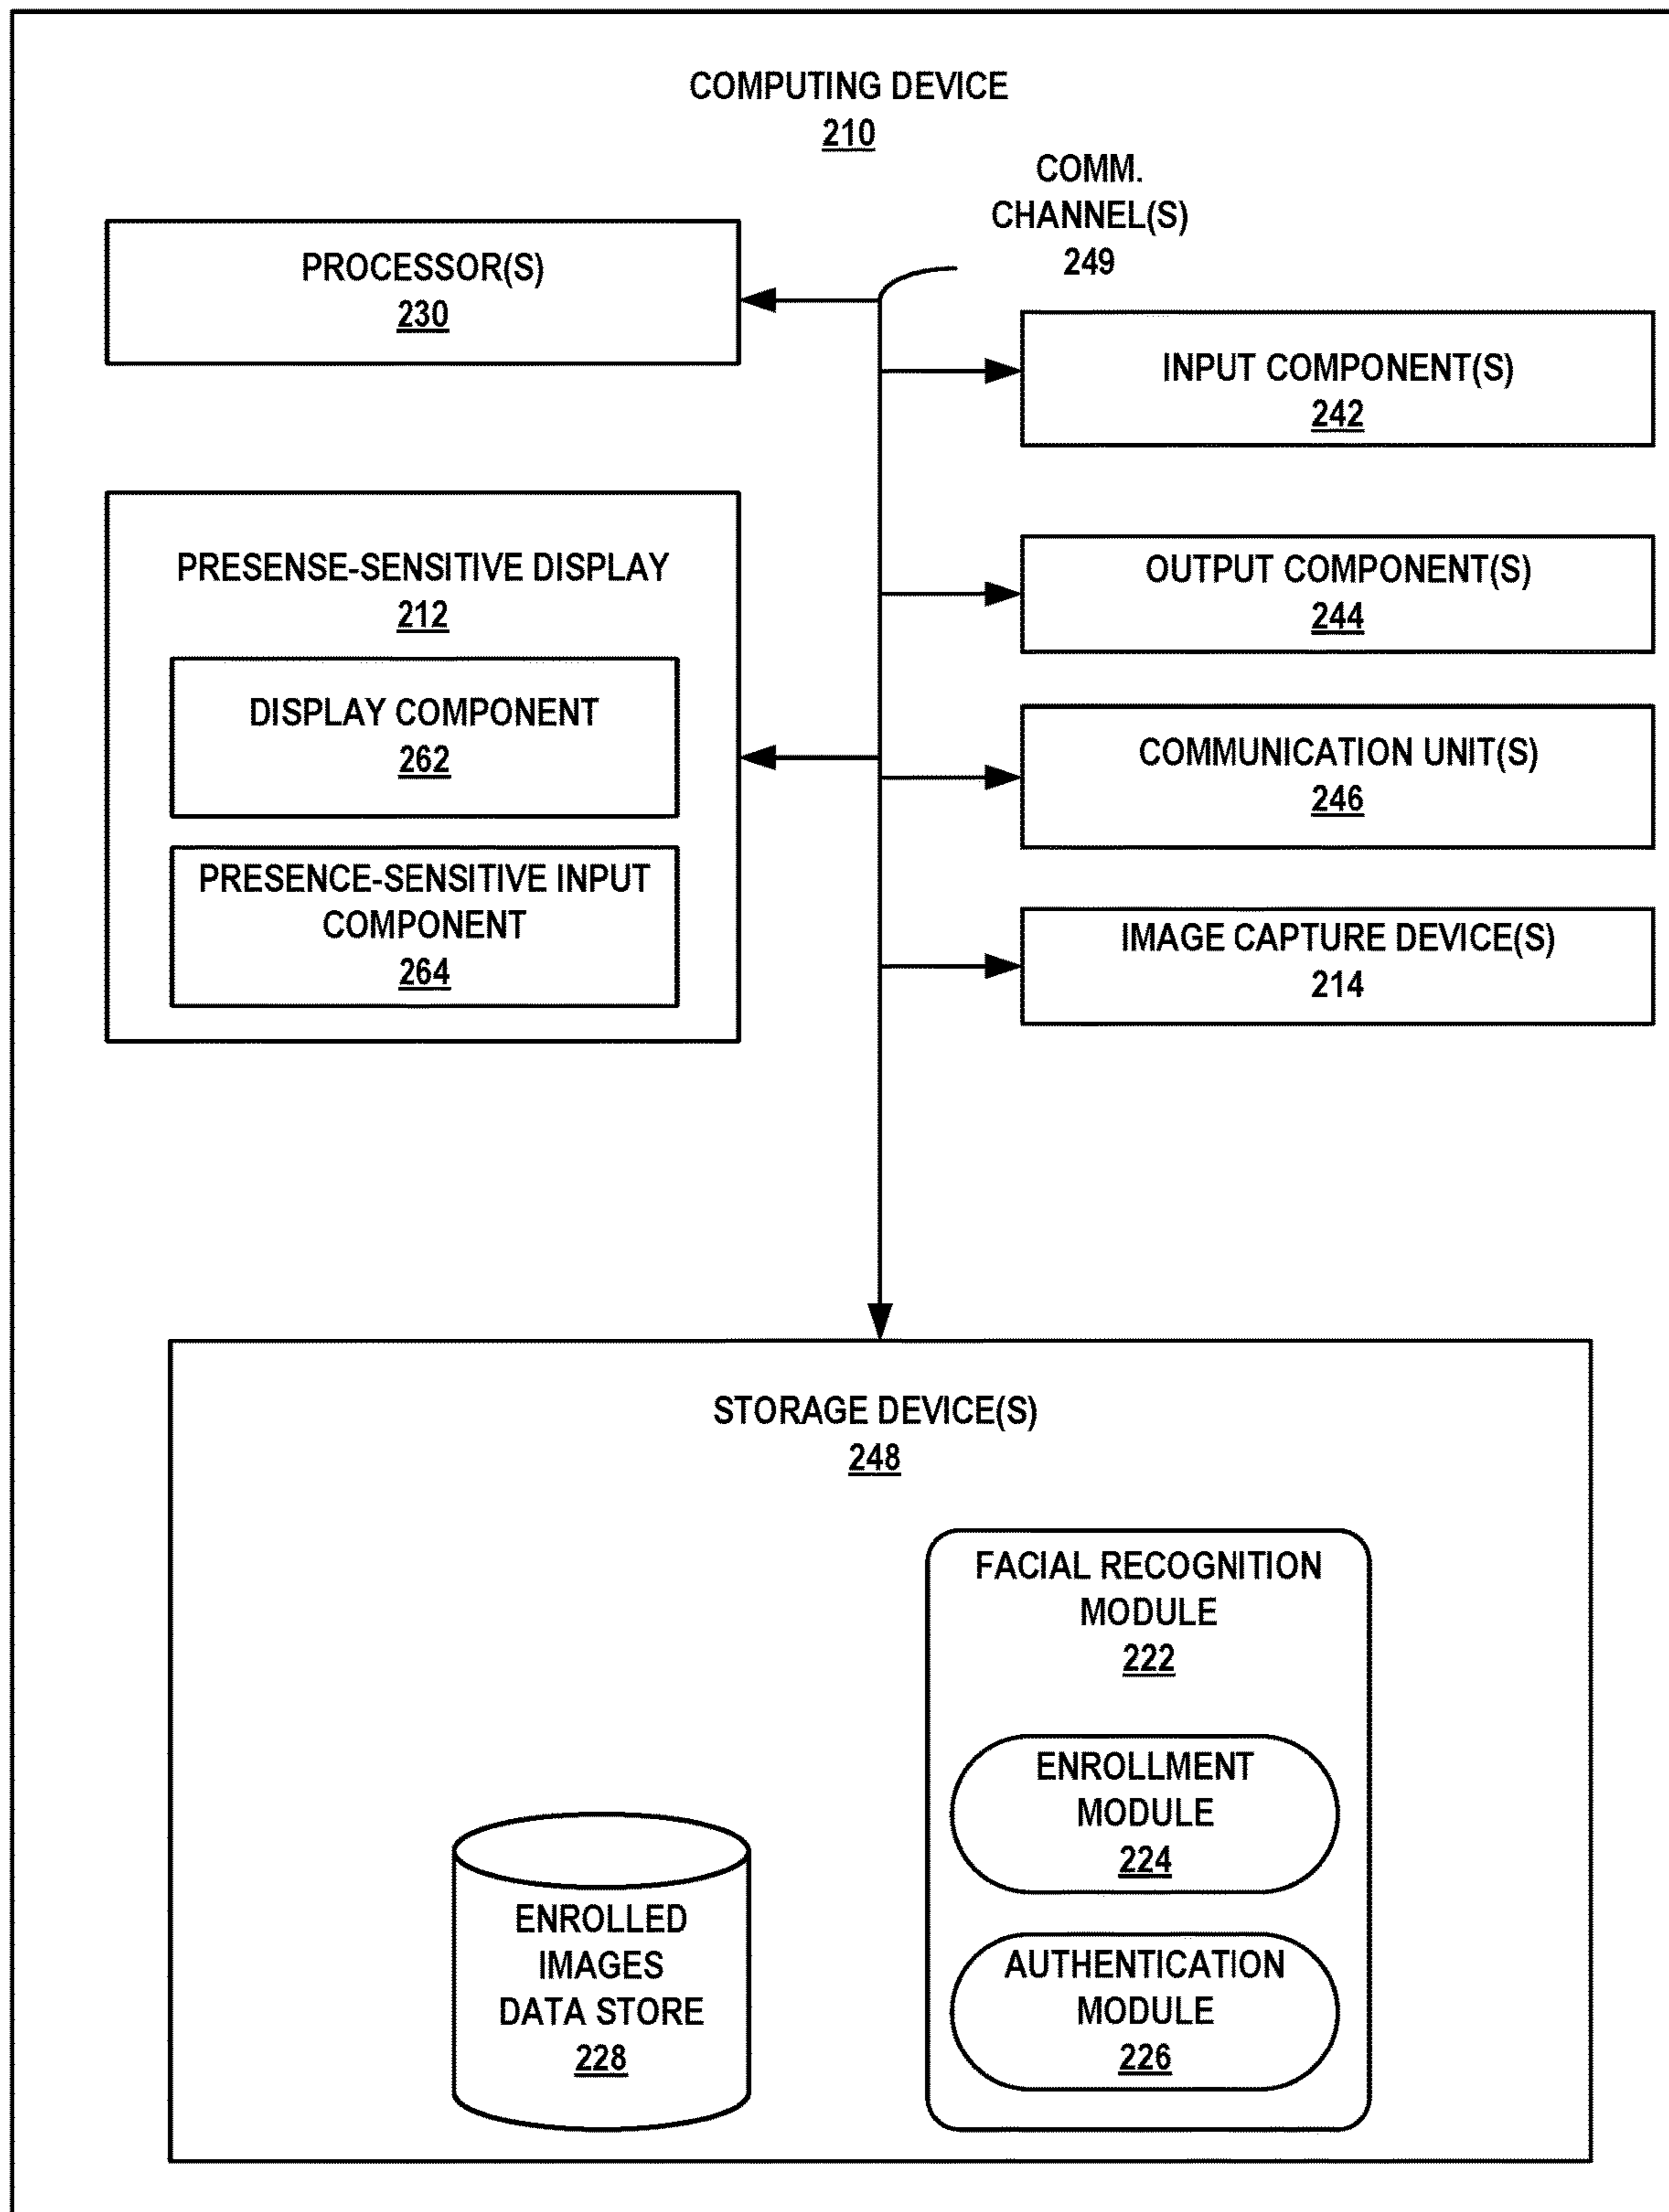 COMPUTING DEVICE
210
COMM.
CHANNEL(S)
249
PROCESSOR(S)
230
INPUT COMPONENT(S)
242
PRESENSE-SENSITIVE DISPLAY
212
DISPLAY COMPONENT
262
PRESENCE-SENSITIVE INPUT
COMPONENT
264
OUTPUT COMPONENT(S)
244
COMMUNICATION UNIT(S)
246
IMAGE CAPTURE DEVICE(S)
214
STORAGE DEVICE(S)
248
FACIAL RECOGNITION
MODULE
222
ENROLLMENT
MODULE
224
AUTHENTICATION
MODULE
226
ENROLLED
IMAGES
DATA STORE
228